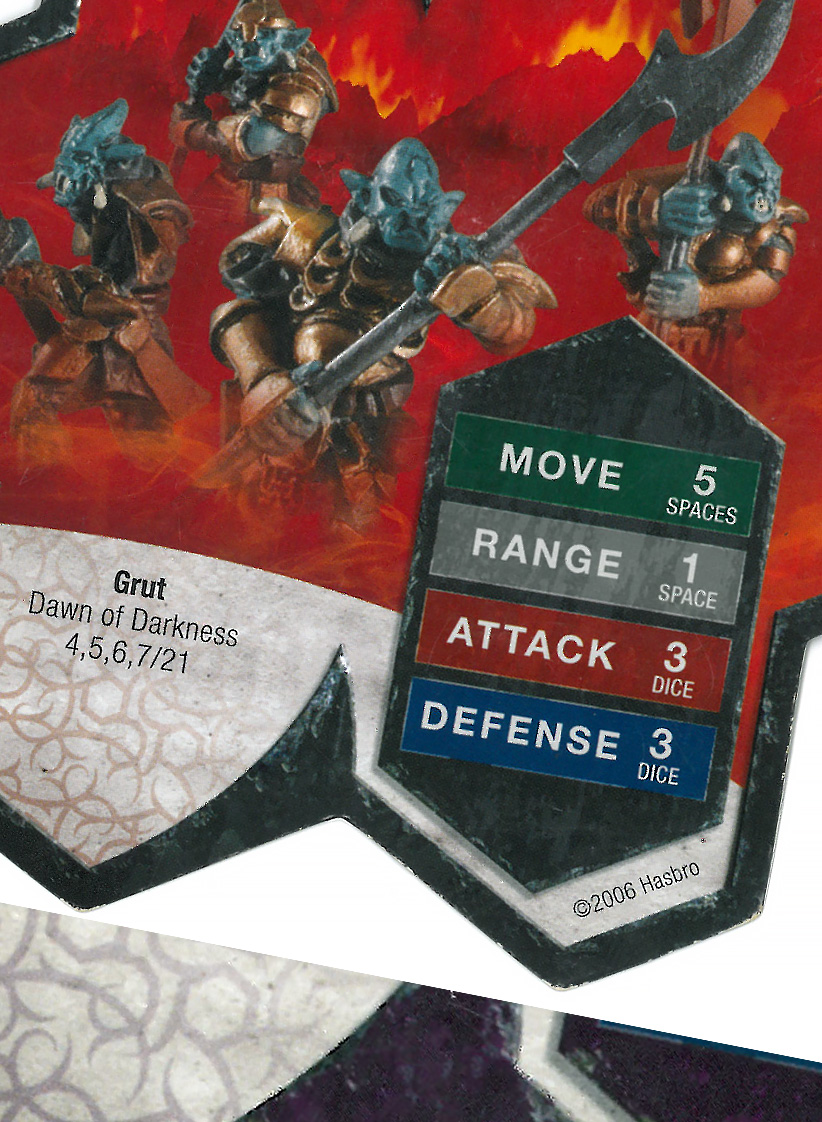 MOVE 5
SPACES
RANGE 1
SPACE
ATTACK 3
DICE
DEFENSE 3
DICE
Grut
Dawn of Darkness
4,5,6,7/21
©2006 Hasbro